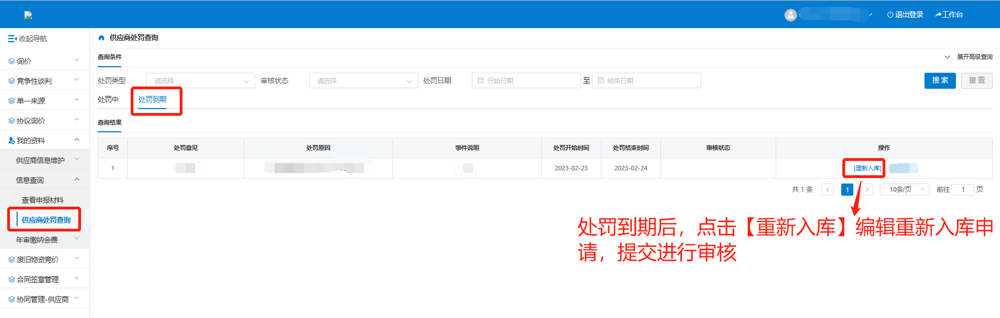 退出登录 工作台
收起导航
供应商处罚查询
查询条件
展开高级查询
询价
竞争性谈判
单一来源
协议询价
我的资料
供应商信息维护
信息查询
查看申报材料
供应商处罚查询
年审缴纳会费
废旧物资竞价
合同签章管理
协同管理-供应商
处罚类型 请选择 审核状态 请选择 处罚日期 开始日期 至 结束日期 搜索 重置
处罚中 处罚到期
查询结果
序号 处罚意见 处罚原因 事件说明 处罚开始时间 处罚结束时间 审核状态 操作
1 2023-02-23 2023-02-24 [重新入库]
共 1 条 1 10条/页 前往 1 页
处罚到期后，点击【重新入库】编辑重新入库申
请，提交进行审核